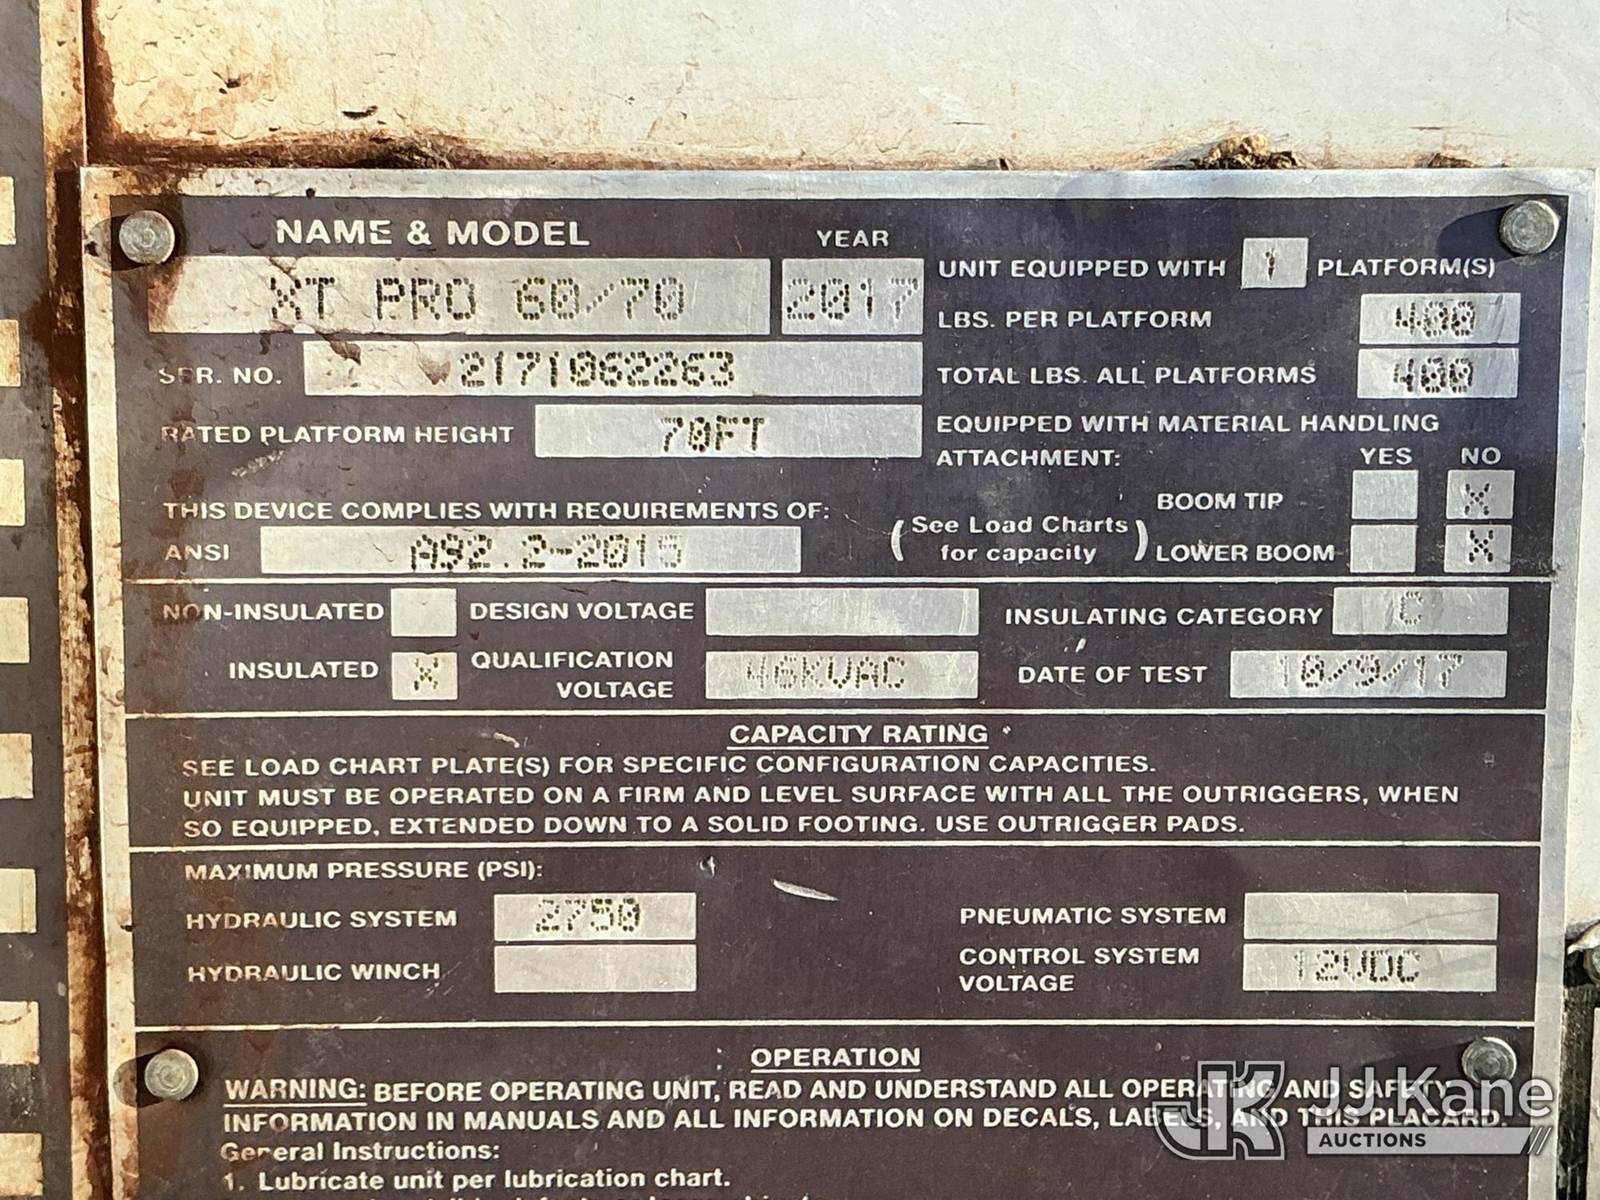 NAME & MODEL YEAR
XT PRO 60/70 2017
UNIT EQUIPPED WITH 1 PLATFORM(S)
LBS. PER PLATFORM 400
SER. NO. 2171062263
TOTAL LBS. ALL PLATFORMS 400
RATED PLATFORM HEIGHT 70FT
EQUIPPED WITH MATERIAL HANDLING
ATTACHMENT: YES NO
THIS DEVICE COMPLIES WITH REQUIREMENTS OF:
ANSI A92.2-2015
(See Load Charts
for capacity)
BOOM TIP X
LOWER BOOM X
NON-INSULATED DESIGN VOLTAGE INSULATING CATEGORY C
INSULATED X QUALIFICATION
VOLTAGE 46KVAC DATE OF TEST 10/9/17
CAPACITY RATING
SEE LOAD CHART PLATE(S) FOR SPECIFIC CONFIGURATION CAPACITIES.
UNIT MUST BE OPERATED ON A FIRM AND LEVEL SURFACE WITH ALL THE OUTRIGGERS, WHEN
SO EQUIPPED, EXTENDED DOWN TO A SOLID FOOTING. USE OUTRIGGER PADS.
MAXIMUM PRESSURE (PSI):
HYDRAULIC SYSTEM 2750 PNEUMATIC SYSTEM
HYDRAULIC WINCH CONTROL SYSTEM
VOLTAGE 12VDC
OPERATION
WARNING: BEFORE OPERATING UNIT, READ AND UNDERSTAND ALL OPERATING AND SAFETY
INFORMATION IN MANUALS AND ALL INFORMATION ON DECALS, LABELS, AND THIS PLACARD.
General Instructions:
1. Lubricate unit per lubrication chart.
JK JJ Kane
AUCTIONS